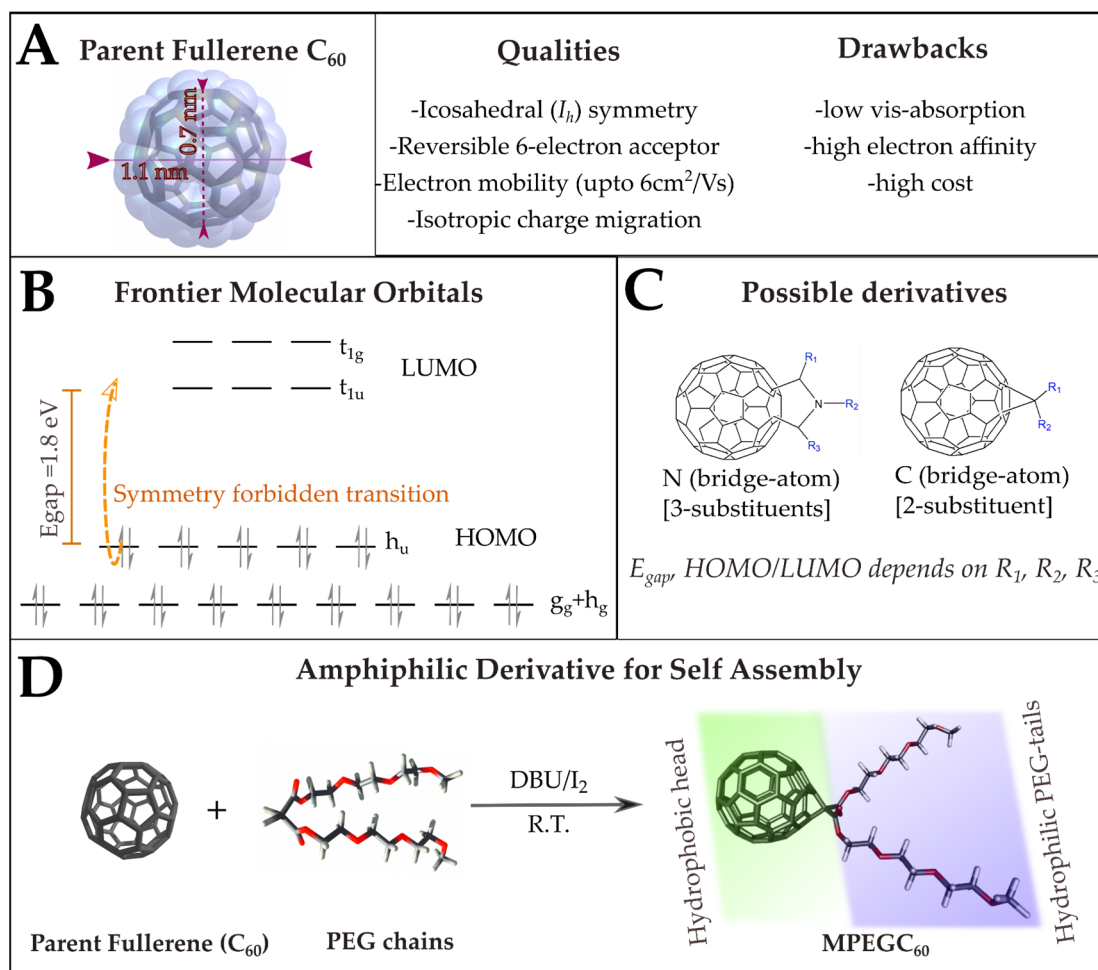 A
Parent Fullerene C₆₀
0.7 nm
1.1 nm
Qualities
-Icosahedral (Iₕ) symmetry
-Reversible 6-electron acceptor
-Electron mobility (upto 6cm²/Vs)
-Isotropic charge migration
Drawbacks
-low vis-absorption
-high electron affinity
-high cost
B
Frontier Molecular Orbitals
t₁g
LUMO
t₁u
Egap =1.8 eV
Symmetry forbidden transition
hᵤ
HOMO
g_g+h_g
C
Possible derivatives
R₁
N
R₂
R₃
N (bridge-atom)
[3-substituents]
R₁
R₂
C (bridge-atom)
[2-substituent]
E_gap, HOMO/LUMO depends on R₁, R₂, R₃
D
Amphiphilic Derivative for Self Assembly
+
DBU/I₂
R.T.
Hydrophobic head
Hydrophilic PEG-tails
Parent Fullerene (C₆₀)
PEG chains
MPEGC₆₀